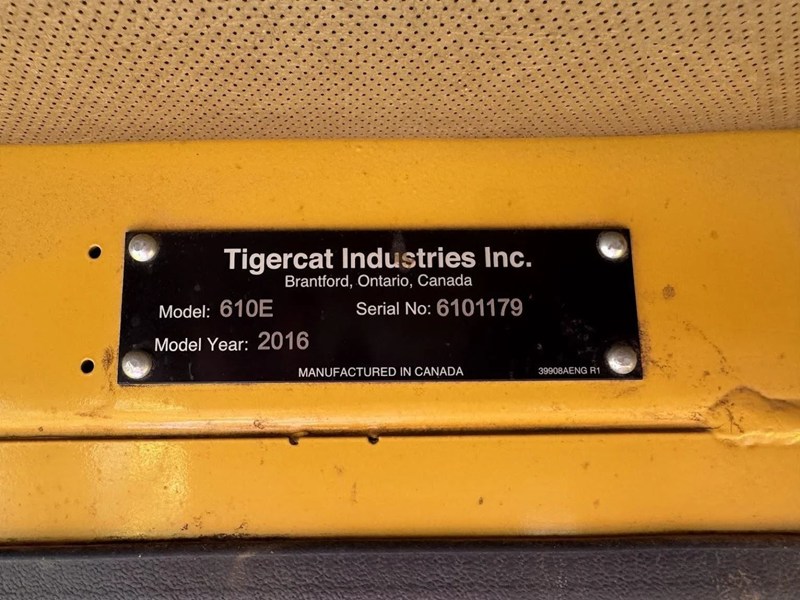 Tigercat Industries Inc.
Brantford, Ontario, Canada
Model: 610E Serial No: 6101179
Model Year: 2016
MANUFACTURED IN CANADA 39908AENG R1